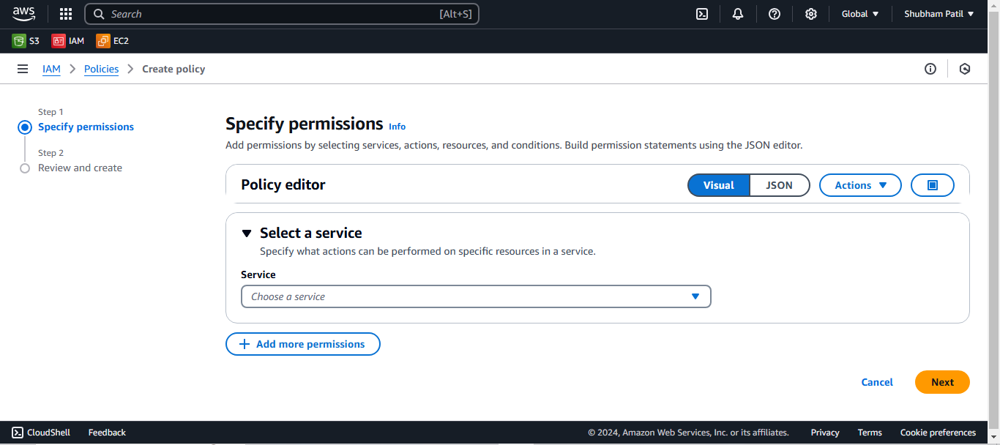 aws
Search [Alt+S] Global Shubham Patil
S3 IAM EC2
IAM Policies Create policy
Step 1
Specify permissions
Step 2
Review and create
Specify permissions Info
Add permissions by selecting services, actions, resources, and conditions. Build permission statements using the JSON editor.
Policy editor Visual JSON Actions
Select a service
Specify what actions can be performed on specific resources in a service.
Service
Choose a service
+ Add more permissions
Cancel Next
CloudShell Feedback © 2024, Amazon Web Services, Inc. or its affiliates. Privacy Terms Cookie preferences